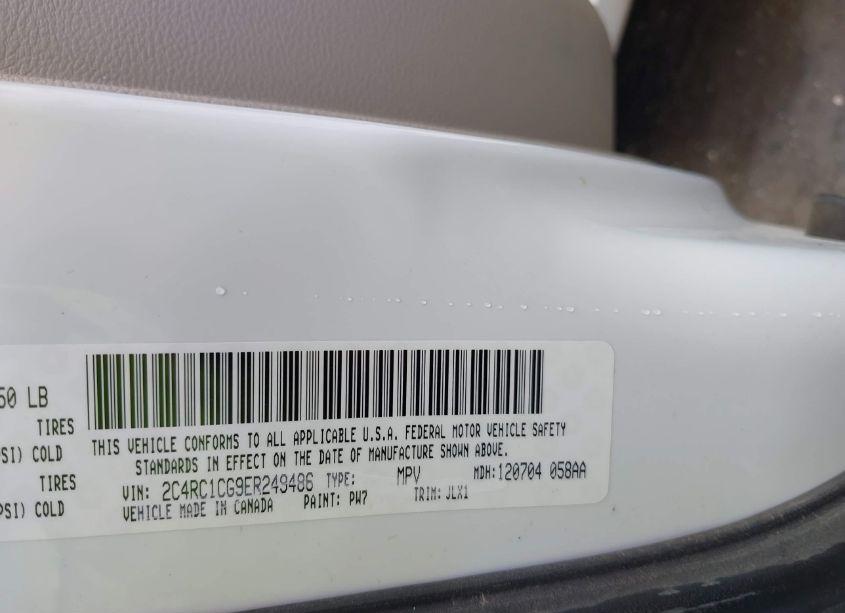 50 LB
TIRES
SI) COLD
TIRES
PSI) COLD
THIS VEHICLE CONFORMS TO ALL APPLICABLE U.S.A. FEDERAL MOTOR VEHICLE SAFETY
STANDARDS IN EFFECT ON THE DATE OF MANUFACTURE SHOWN ABOVE.
VIN: 2C4RC1CG9ER249486 TYPE: MPV MDH:120704 058AA
VEHICLE MADE IN CANADA PAINT: PW7 TRIM: JLX1